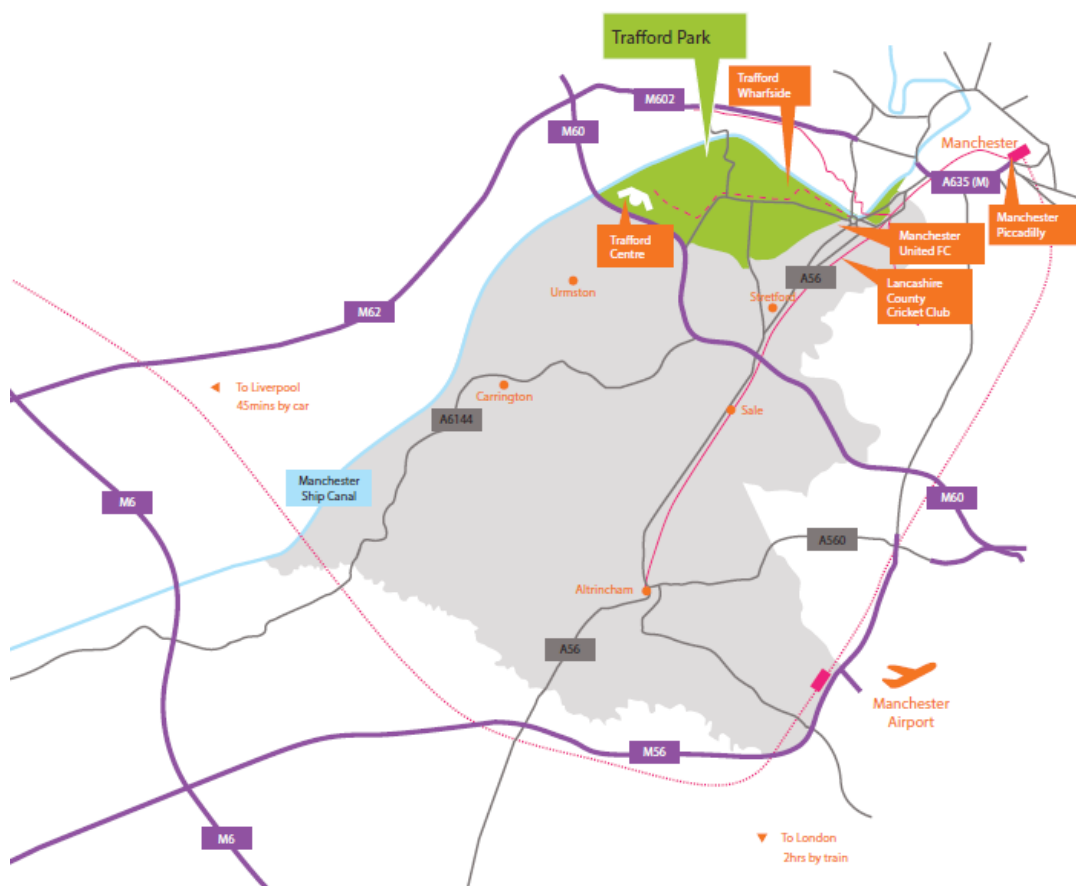 Trafford Park
Trafford
Wharfside
M602
M60
Manchester
A635 (M)
Manchester
Piccadilly
Trafford
Centre
Manchester
United FC
A56
Lancashire
County
Cricket Club
Urmston
Stretford
M62
To Liverpool
45mins by car
Carrington
Sale
A6144
Manchester
Ship Canal
M6
M60
A560
Altrincham
A56
Manchester
Airport
M56
M6
To London
2hrs by train